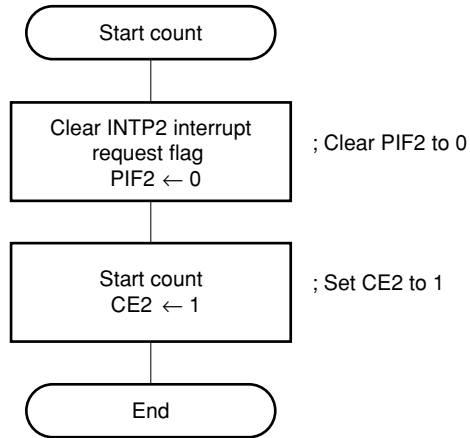 Start count
Clear INTP2 interrupt
request flag
PIF2 ← 0
; Clear PIF2 to 0
Start count
CE2 ← 1
; Set CE2 to 1
End